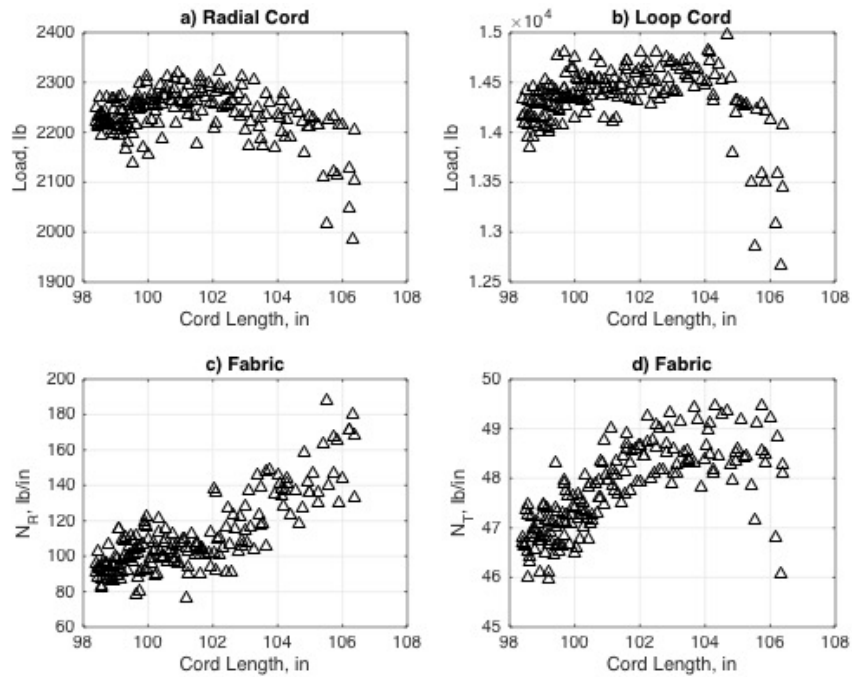 a) Radial Cord
2400
2300
2200
2100
2000
1900
Load, lb
98 100 102 104 106 108
Cord Length, in
b) Loop Cord
×10⁴
1.5
1.45
1.4
1.35
1.3
1.25
Load, lb
98 100 102 104 106 108
Cord Length, in
c) Fabric
200
180
160
140
120
100
80
60
N_R, lb/in
98 100 102 104 106 108
Cord Length, in
d) Fabric
50
49
48
47
46
45
N_T, lb/in
98 100 102 104 106 108
Cord Length, in